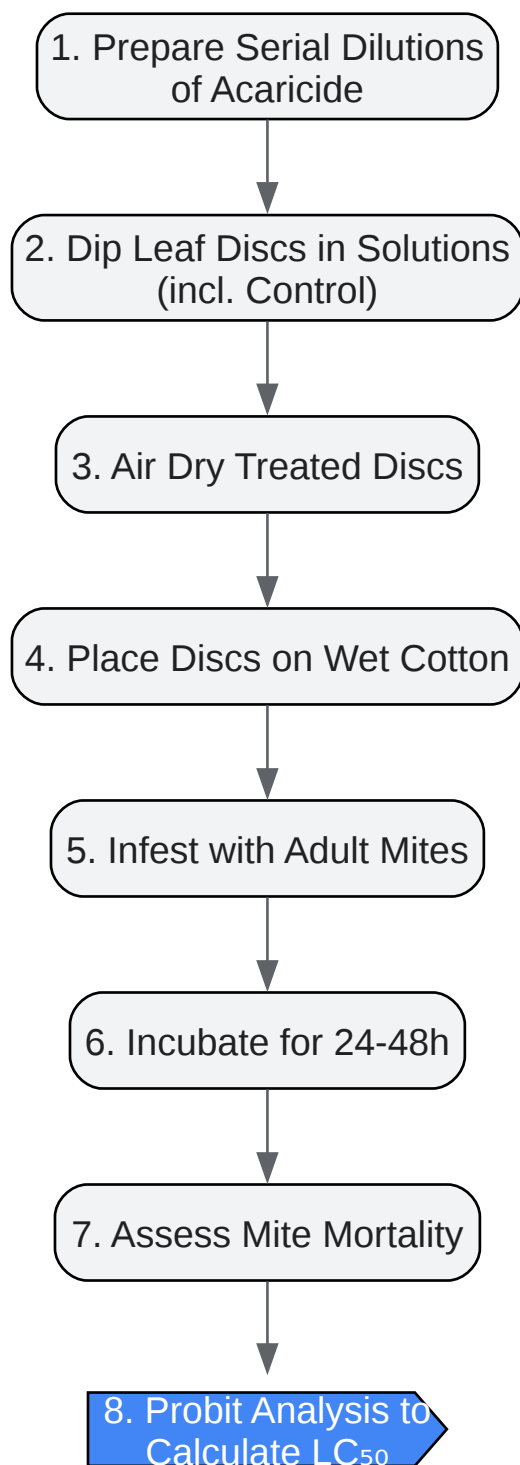 1. Prepare Serial Dilutions
of Acaricide
2. Dip Leaf Discs in Solutions
(incl. Control)
3. Air Dry Treated Discs
4. Place Discs on Wet Cotton
5. Infest with Adult Mites
6. Incubate for 24-48h
7. Assess Mite Mortality
8. Probit Analysis to
Calculate LC₅₀